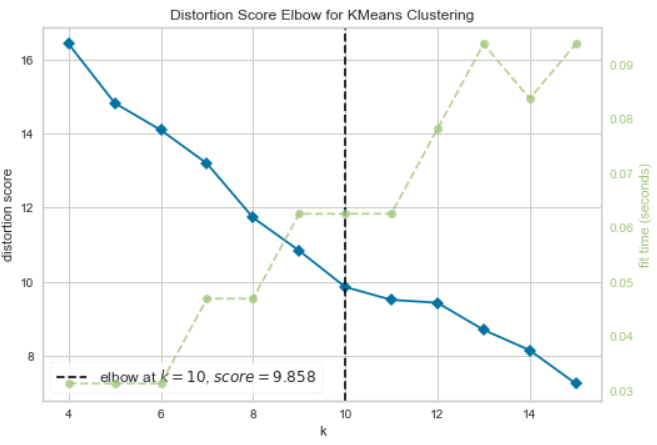 Distortion Score Elbow for KMeans Clustering
distortion score
16
14
12
10
8
0.09
0.08
0.07
0.06
0.05
0.04
0.03
fit time (seconds)
elbow at k = 10, score = 9.858
4 6 8 10 12 14
k